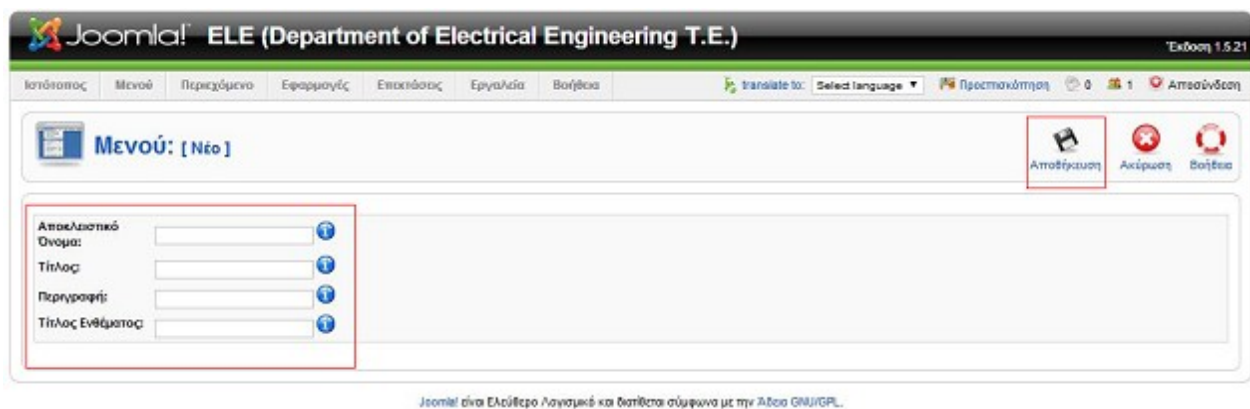 Joomla! ELE (Department of Electrical Engineering T.E.)
Έκδοση 1.5.21
Ιστότοπος Μενού Περιεχόμενο Εφαρμογές Επεκτάσεις Εργαλεία Βοήθεια translate to: Select language Προεπισκόπηση 0 1 Αποσύνδεση
Μενού: [ Νέο ]
Αποθήκευση Ακύρωση Βοήθεια
Αποκλειστικό
Όνομα:
Τίτλος:
Περιγραφή:
Τίτλος Ενθέματος:
Joomla! είναι Ελεύθερο Λογισμικό και διατίθεται σύμφωνα με την Άδεια GNU/GPL.